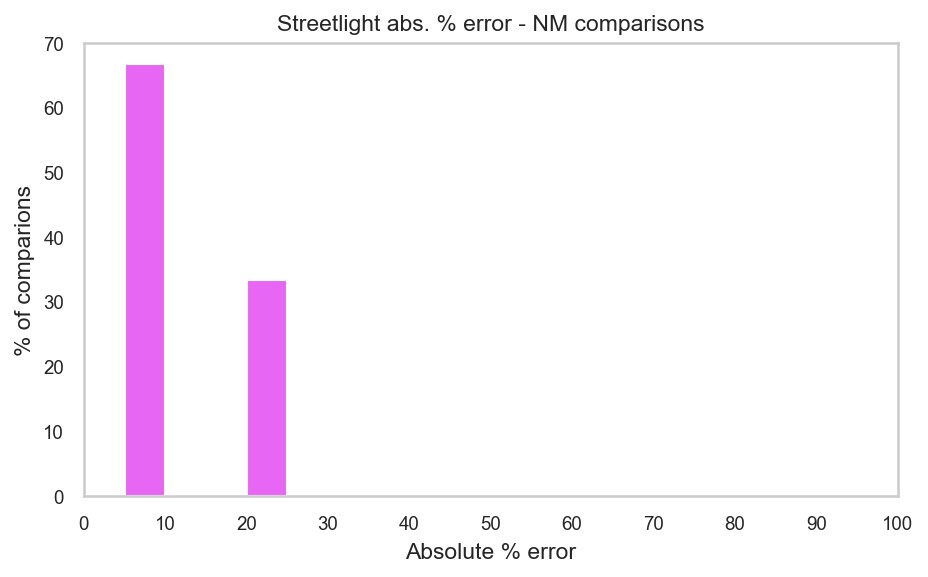 Streetlight abs. % error - NM comparisons
70
60
50
40
30
20
10
0
% of comparions
0 10 20 30 40 50 60 70 80 90 100
Absolute % error